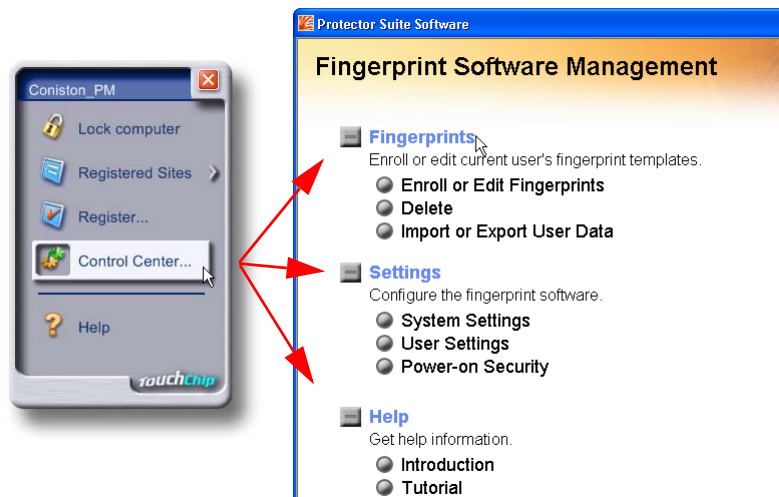 Coniston_PM
Lock computer
Registered Sites
Register...
Control Center...
Help
TouchChip
Protector Suite Software
Fingerprint Software Management
Fingerprints
Enroll or edit current user's fingerprint templates.
Enroll or Edit Fingerprints
Delete
Import or Export User Data
Settings
Configure the fingerprint software.
System Settings
User Settings
Power-on Security
Help
Get help information.
Introduction
Tutorial